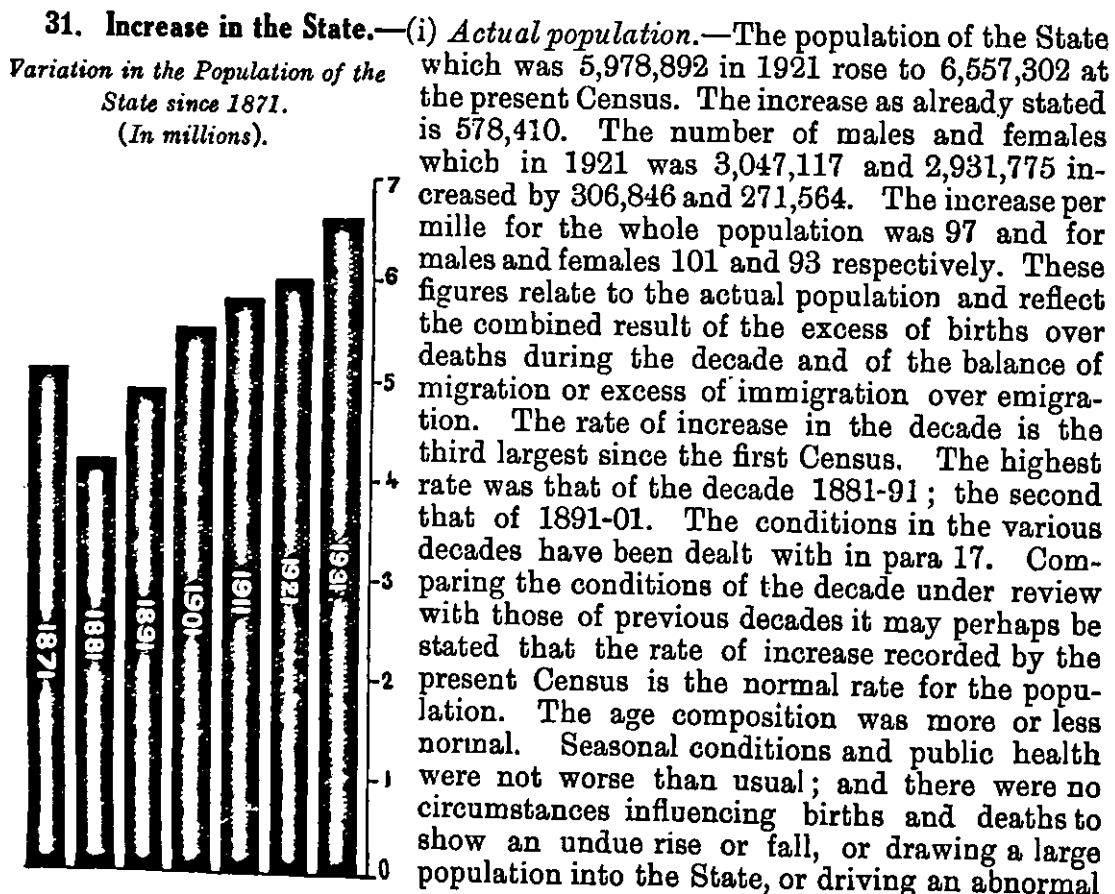 31. Increase in the State.—(i) Actual population.—The population of the State
Variation in the Population of the
State since 1871.
(In millions).
which was 5,978,892 in 1921 rose to 6,557,302 at
the present Census. The increase as already stated
is 578,410. The number of males and females
which in 1921 was 3,047,117 and 2,931,775 in-
creased by 306,846 and 271,564. The increase per
mille for the whole population was 97 and for
males and females 101 and 93 respectively. These
figures relate to the actual population and reflect
the combined result of the excess of births over
deaths during the decade and of the balance of
migration or excess of immigration over emigra-
tion. The rate of increase in the decade is the
third largest since the first Census. The highest
rate was that of the decade 1881-91; the second
that of 1891-01. The conditions in the various
decades have been dealt with in para 17. Com-
paring the conditions of the decade under review
with those of previous decades it may perhaps be
stated that the rate of increase recorded by the
present Census is the normal rate for the popu-
lation. The age composition was more or less
normal. Seasonal conditions and public health
were not worse than usual; and there were no
circumstances influencing births and deaths to
show an undue rise or fall, or drawing a large
population into the State, or driving an abnormal
7
6
5
4
3
2
1
0
1871
1881
1891
1901
1911
1921
1931